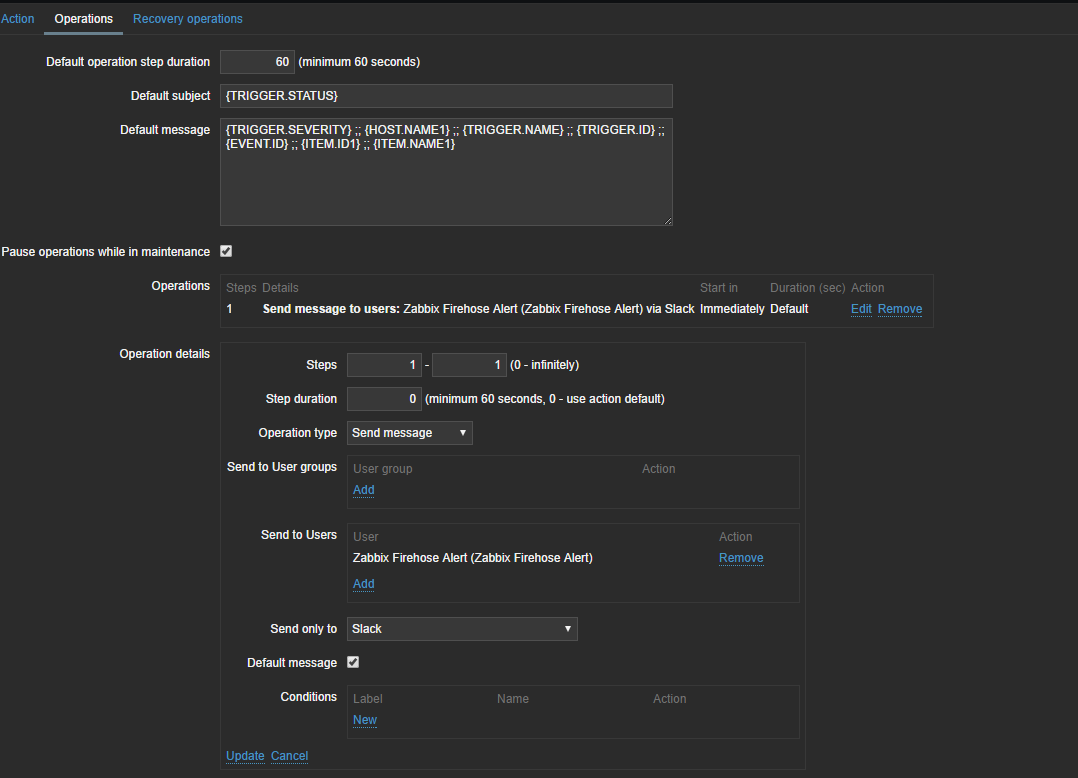 Action Operations Recovery operations
Default operation step duration 60 (minimum 60 seconds)
Default subject {TRIGGER.STATUS}
Default message {TRIGGER.SEVERITY} ;; {HOST.NAME1} ;; {TRIGGER.NAME} ;; {TRIGGER.ID} ;;
{EVENT.ID} ;; {ITEM.ID1} ;; {ITEM.NAME1}
Pause operations while in maintenance
Operations Steps Details Start in Duration (sec) Action
1 Send message to users: Zabbix Firehose Alert (Zabbix Firehose Alert) via Slack Immediately Default Edit Remove
Operation details
Steps 1 - 1 (0 - infinitely)
Step duration 0 (minimum 60 seconds, 0 - use action default)
Operation type Send message
Send to User groups User group Action
Add
Send to Users User Action
Zabbix Firehose Alert (Zabbix Firehose Alert) Remove
Add
Send only to Slack
Default message
Conditions Label Name Action
New
Update Cancel